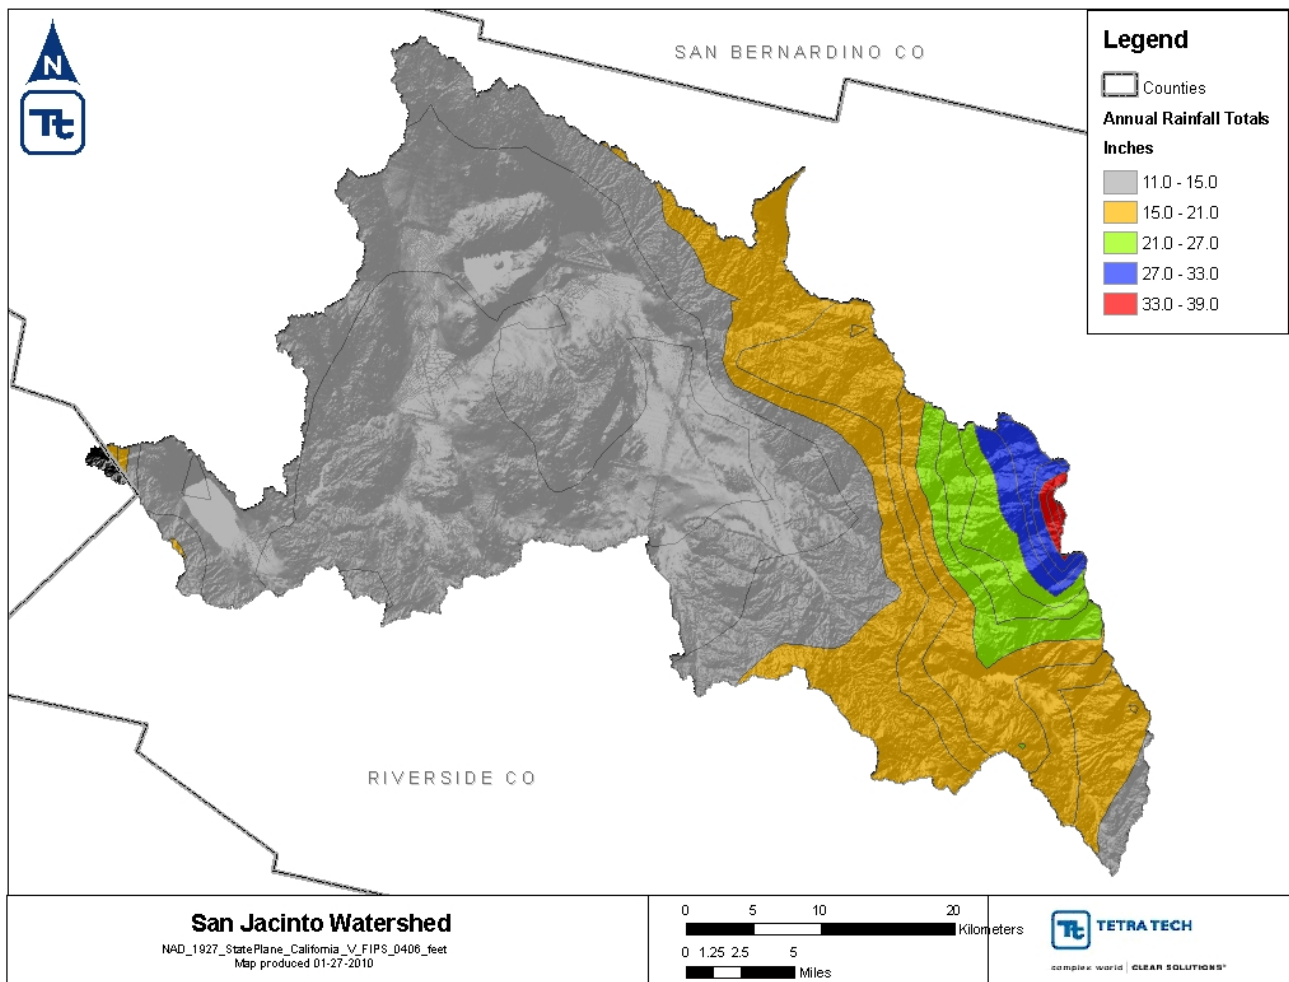 N
Tt
SAN BERNARDINO CO
Legend
Counties
Annual Rainfall Totals
Inches
11.0 - 15.0
15.0 - 21.0
21.0 - 27.0
27.0 - 33.0
33.0 - 39.0
RIVERSIDE CO
San Jacinto Watershed
NAD_1927_StatePlane_California_V_FIPS_0406_feet
Map produced 01-27-2010
0 5 10 20
Kilometers
0 1.25 2.5 5
Miles
Tt TETRA TECH
complex world | CLEAR SOLUTIONS™